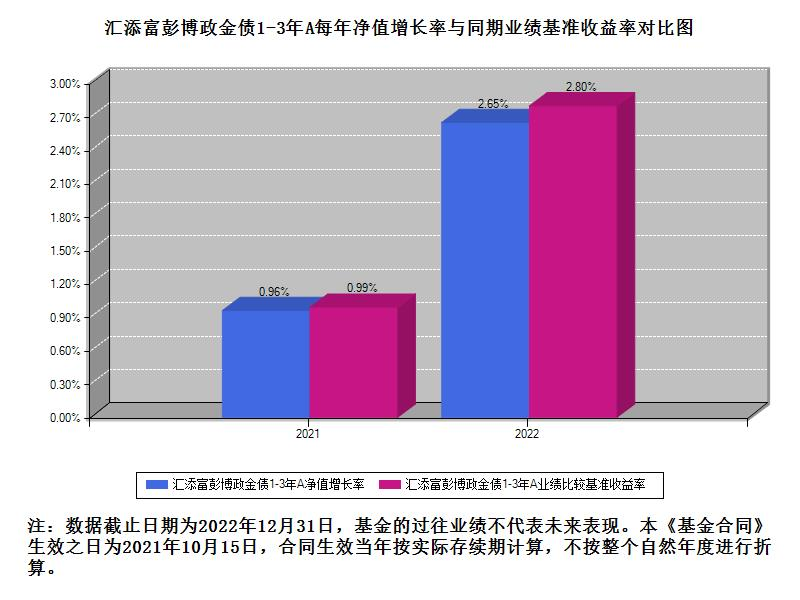 汇添富彭博政金债1-3年A每年净值增长率与同期业绩基准收益率对比图
3.00%
2.70%
2.40%
2.10%
1.80%
1.50%
1.20%
0.90%
0.60%
0.30%
0.00%
0.96%
0.99%
2.65%
2.80%
2021
2022
汇添富彭博政金债1-3年A净值增长率
汇添富彭博政金债1-3年A业绩比较基准收益率
注：数据截止日期为2022年12月31日，基金的过往业绩不代表未来表现。本《基金合同》
生效之日为2021年10月15日，合同生效当年按实际存续期计算，不按整个自然年度进行折
算。